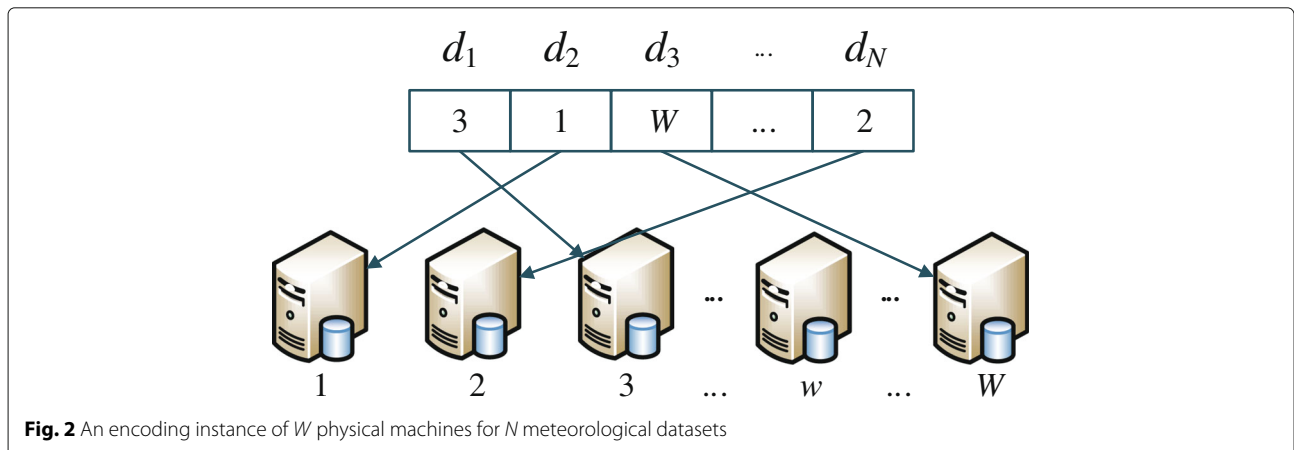 d₁ d₂ d₃ ... d_N
3 1 W ... 2
... ...
1 2 3 ... w ... W
Fig. 2 An encoding instance of W physical machines for N meteorological datasets